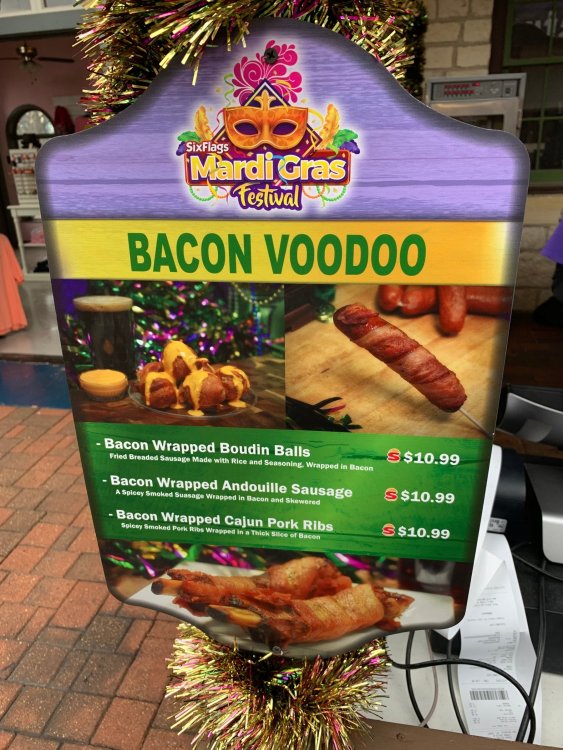 SixFlags
Mardi Gras
Festival
BACON VOODOO
- Bacon Wrapped Boudin Balls
Fried Breaded Sausage Made with Rice and Seasoning, Wrapped in Bacon
S $10.99
- Bacon Wrapped Andouille Sausage
A Spicey Smoked Suasage Wrapped in Bacon and Skewered
S $10.99
- Bacon Wrapped Cajun Pork Ribs
Spicey Smoked Pork Ribs Wrapped in a Thick Slice of Bacon
S $10.99